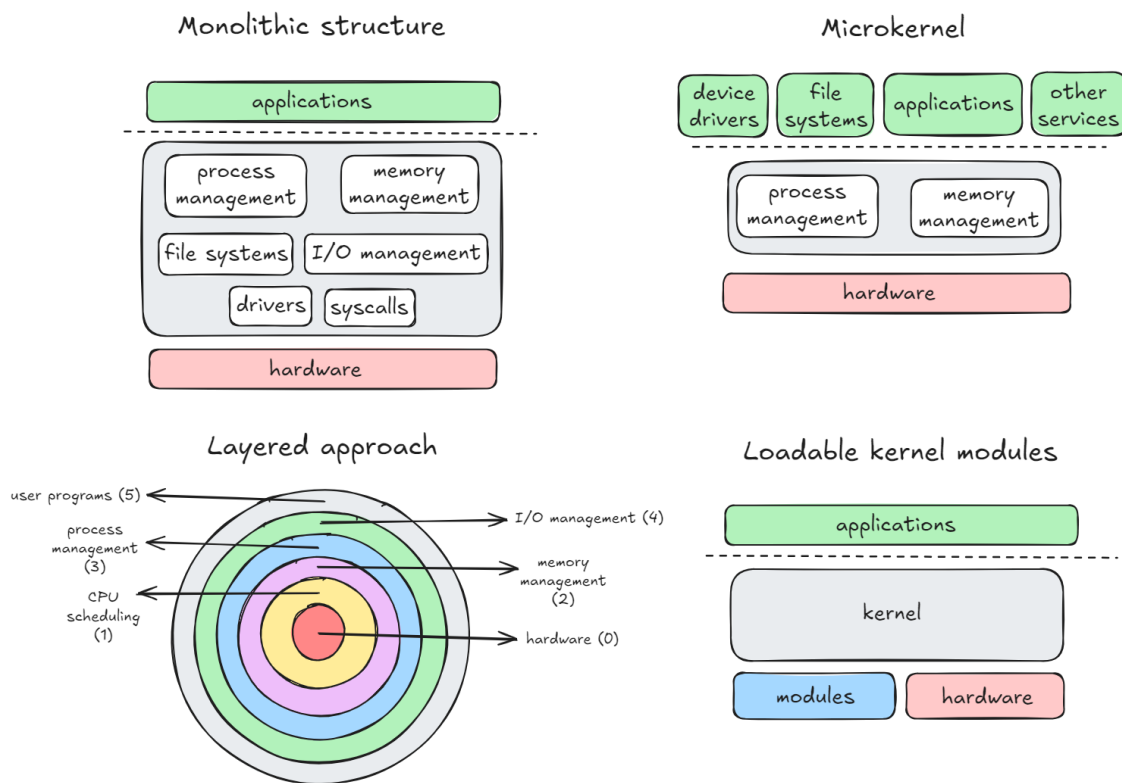 Monolithic structure
applications
process
management
memory
management
file systems
I/O management
drivers
syscalls
hardware
Microkernel
device
drivers
file
systems
applications
other
services
process
management
memory
management
hardware
Layered approach
user programs (5)
I/O management (4)
process
management
(3)
memory
management
(2)
CPU
scheduling
(1)
hardware (0)
Loadable kernel modules
applications
kernel
modules
hardware